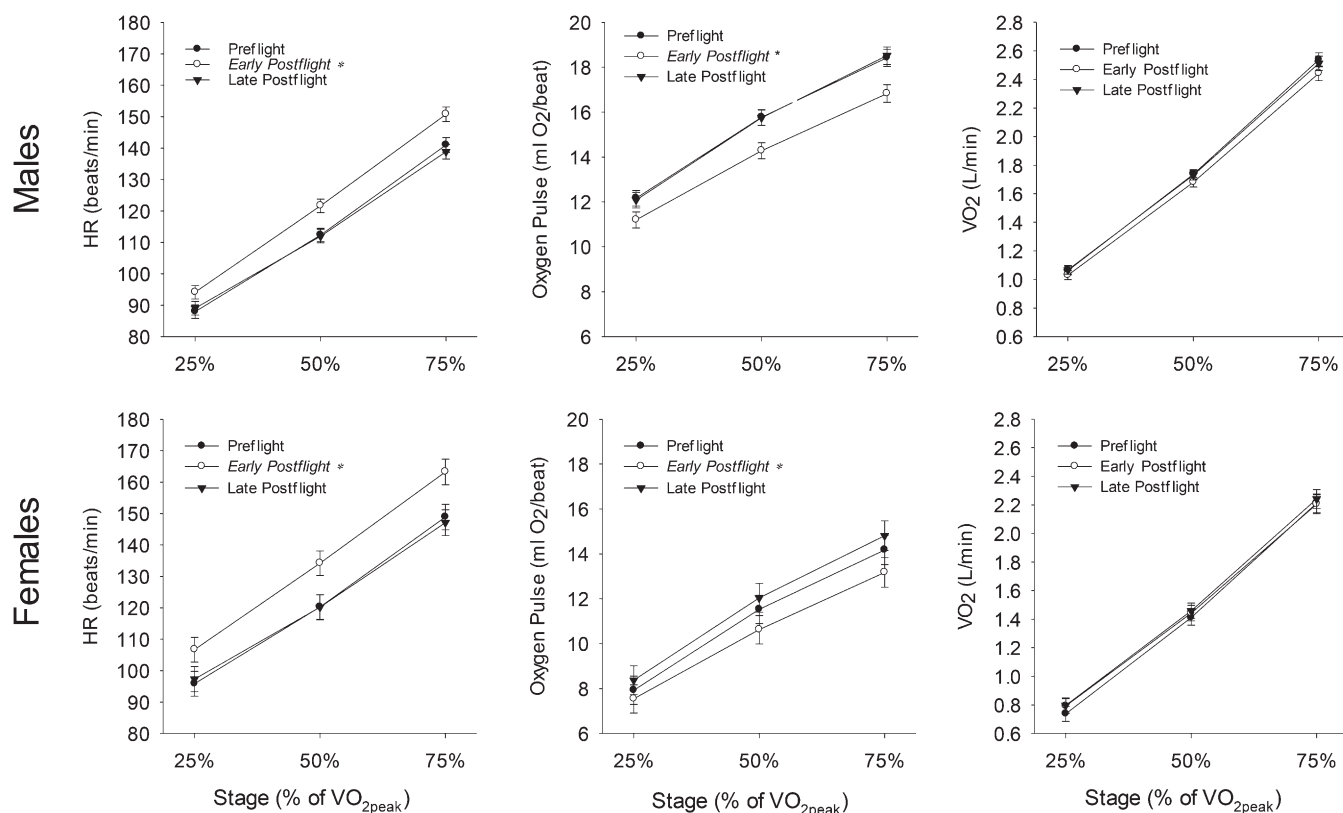 Males
HR (beats/min)
180
170
160
150
140
130
120
110
100
90
80
Preflight
Early Postflight *
Late Postflight
25%
50%
75%
Oxygen Pulse (ml O2/beat)
20
18
16
14
12
10
8
6
Preflight
Early Postflight *
Late Postflight
25%
50%
75%
VO2 (L/min)
2.8
2.6
2.4
2.2
2.0
1.8
1.6
1.4
1.2
1.0
0.8
0.6
Preflight
Early Postflight
Late Postflight
25%
50%
75%
Females
HR (beats/min)
180
170
160
150
140
130
120
110
100
90
80
Preflight
Early Postflight *
Late Postflight
25%
50%
75%
Stage (% of VO2peak)
Oxygen Pulse (ml O2/beat)
20
18
16
14
12
10
8
6
Preflight
Early Postflight *
Late Postflight
25%
50%
75%
Stage (% of VO2peak)
VO2 (L/min)
2.8
2.6
2.4
2.2
2.0
1.8
1.6
1.4
1.2
1.0
0.8
0.6
Preflight
Early Postflight
Late Postflight
25%
50%
75%
Stage (% of VO2peak)